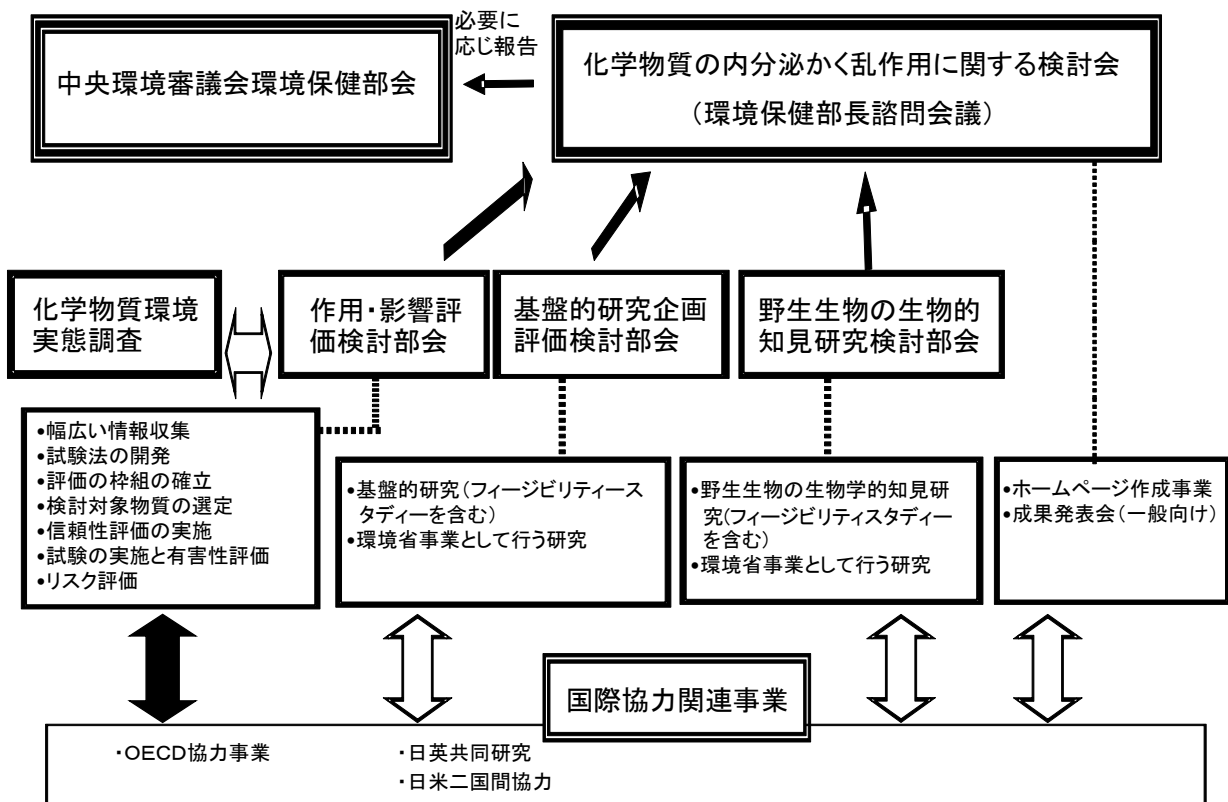 必要に
応じ報告
中央環境審議会環境保健部会
化学物質の内分泌かく乱作用に関する検討会
（環境保健部長諮問会議）
化学物質環境
実態調査
作用・影響評
価検討部会
基盤的研究企画
評価検討部会
野生生物の生物的
知見研究検討部会
•幅広い情報収集
•試験法の開発
•評価の枠組の確立
•検討対象物質の選定
•信頼性評価の実施
•試験の実施と有害性評価
•リスク評価
•基盤的研究（フィージビリティース
タディーを含む）
•環境省事業として行う研究
•野生生物の生物学的知見研
究（フィージビリティスタディー
を含む）
•環境省事業として行う研究
•ホームページ作成事業
•成果発表会（一般向け）
国際協力関連事業
・OECD協力事業
・日英共同研究
・日米二国間協力